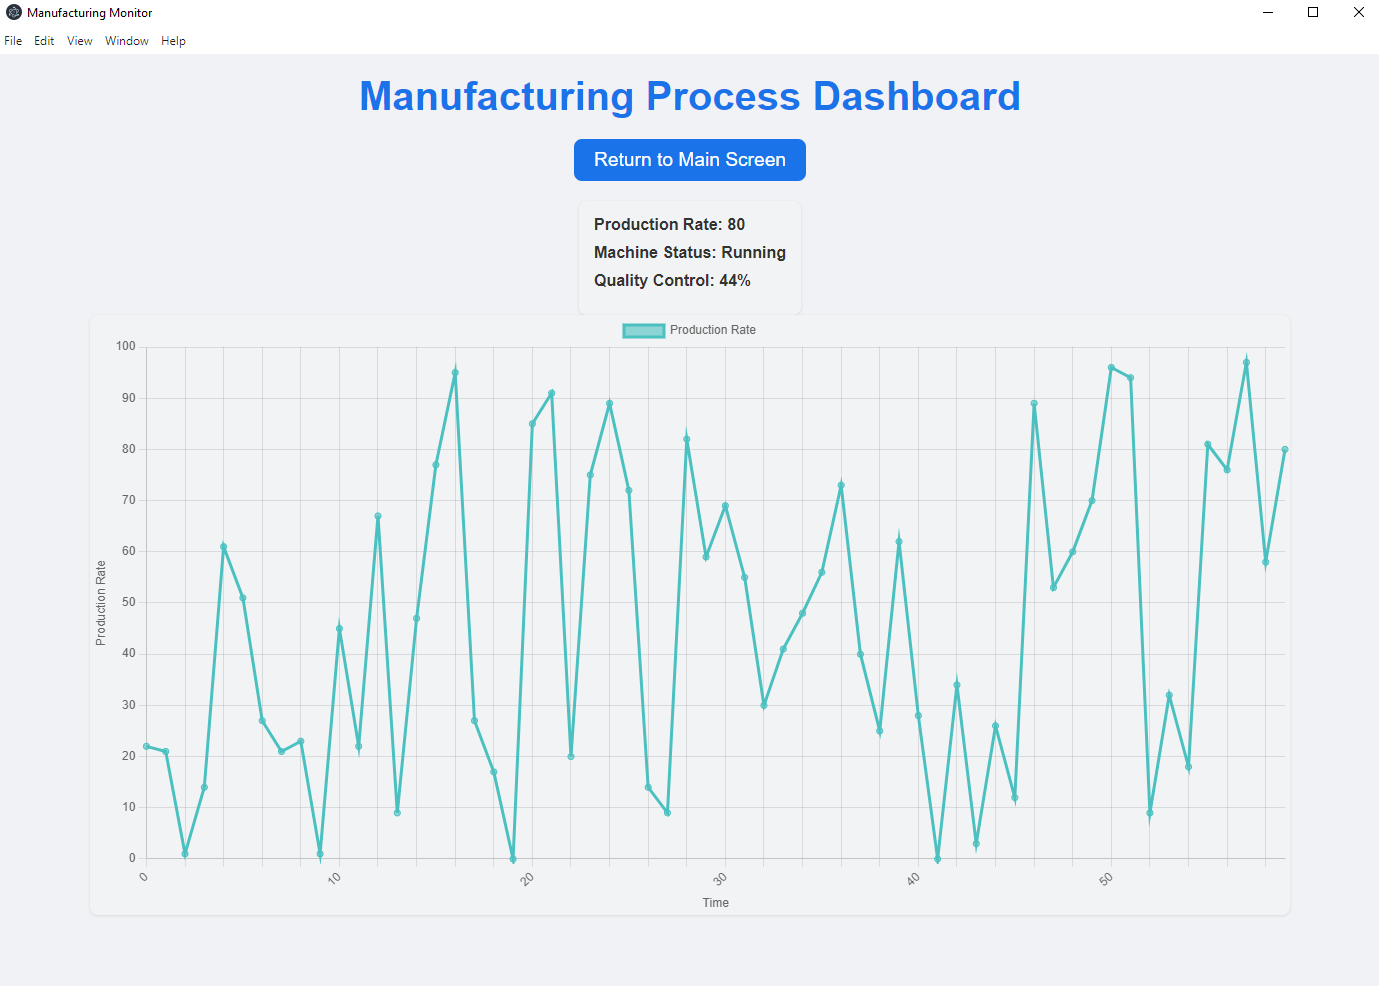 Manufacturing Monitor
File Edit View Window Help
Manufacturing Process Dashboard
Return to Main Screen
Production Rate: 80
Machine Status: Running
Quality Control: 44%
Production Rate
100
90
80
70
60
50
40
30
20
10
0
Production Rate
0 10 20 30 40 50
Time